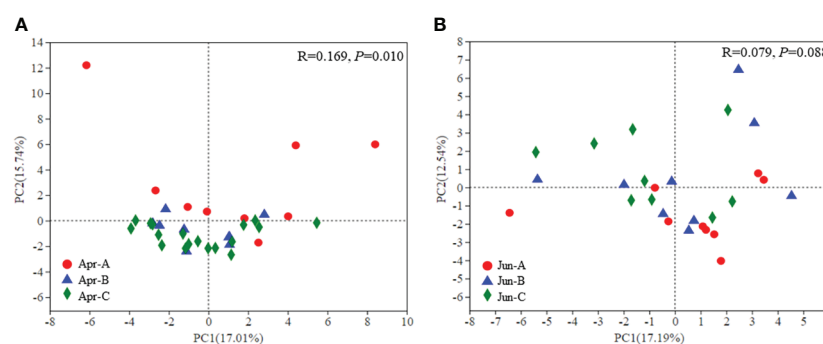 A
R=0.169, P=0.010
14
12
10
8
6
4
2
0
-2
-4
-6
PC2(15.74%)
Apr-A
Apr-B
Apr-C
-8 -6 -4 -2 0 2 4 6 8 10
PC1(17.01%)
B
R=0.079, P=0.088
8
7
6
5
4
3
2
1
0
-1
-2
-3
-4
-5
-6
PC2(12.54%)
Jun-A
Jun-B
Jun-C
-8 -7 -6 -5 -4 -3 -2 -1 0 1 2 3 4 5
PC1(17.19%)